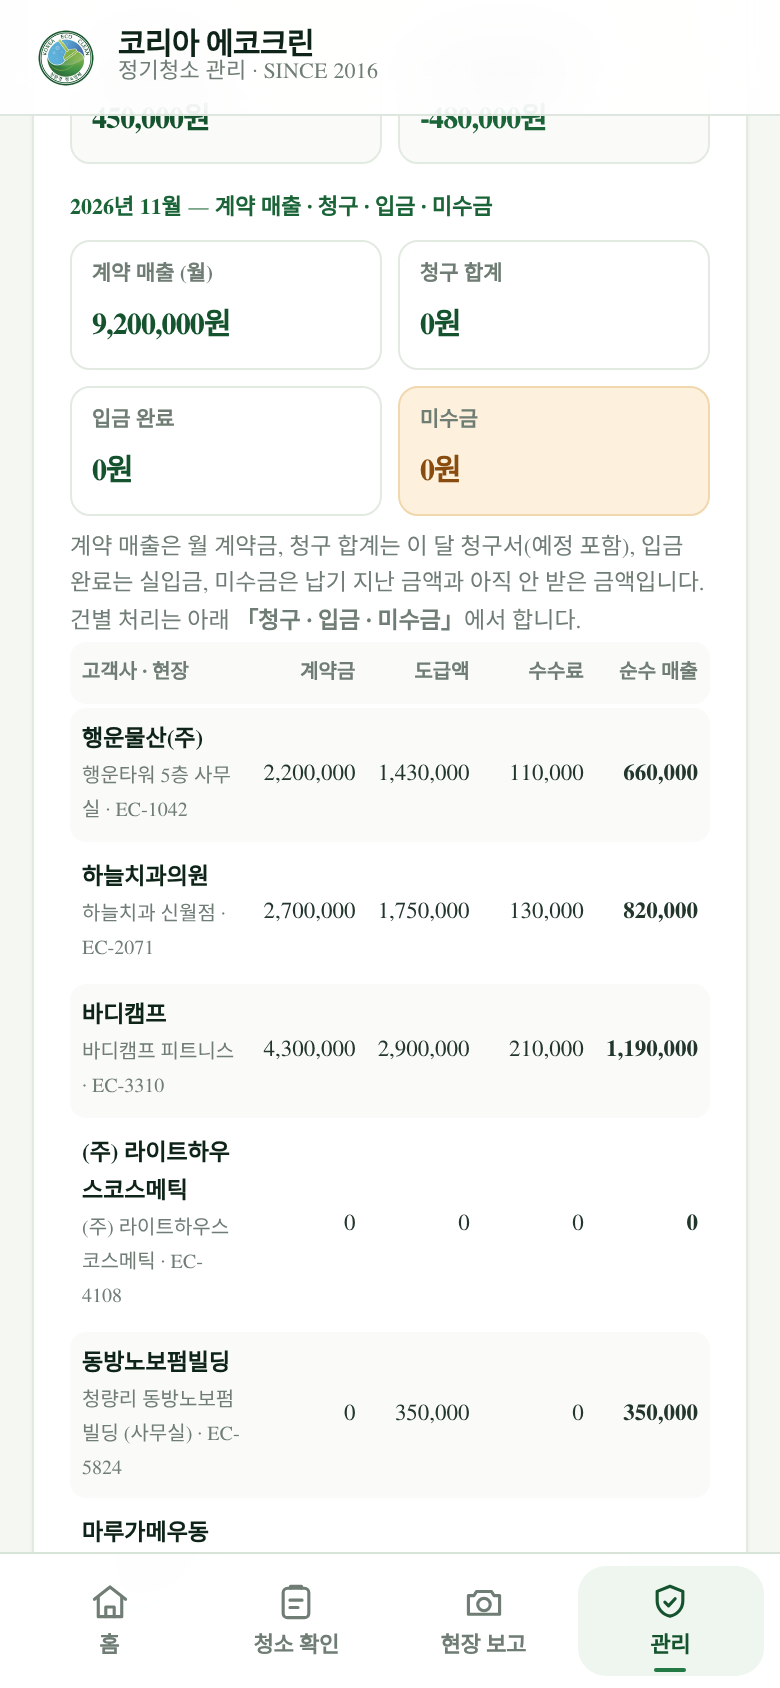 코리아 에코크린
정기청소 관리 · SINCE 2016
450,000원
-480,000원
2026년 11월 — 계약 매출 · 청구 · 입금 · 미수금
계약 매출 (월)
청구 합계
9,200,000원
0원
입금 완료
미수금
0원
0원
계약 매출은 월 계약금, 청구 합계는 이 달 청구서(예정 포함), 입금
완료는 실입금, 미수금은 납기 지난 금액과 아직 안 받은 금액입니다.
건별 처리는 아래 「청구 · 입금 · 미수금」에서 합니다.
고객사 · 현장 계약금 도급액 수수료 순수 매출
행운물산(주)
행운타워 5층 사무
실 · EC-1042
2,200,000 1,430,000 110,000 660,000
하늘치과의원
하늘치과 신월점 ·
EC-2071
2,700,000 1,750,000 130,000 820,000
바디캠프
바디캠프 피트니스
· EC-3310
4,300,000 2,900,000 210,000 1,190,000
(주) 라이트하우
스코스메틱
(주) 라이트하우스
코스메틱 · EC-
4108
0 0 0 0
동방노보펌빌딩
청량리 동방노보펌
빌딩 (사무실) · EC-
5824
0 350,000 0 350,000
마루가메우동
홈
청소 확인
현장 보고
관리